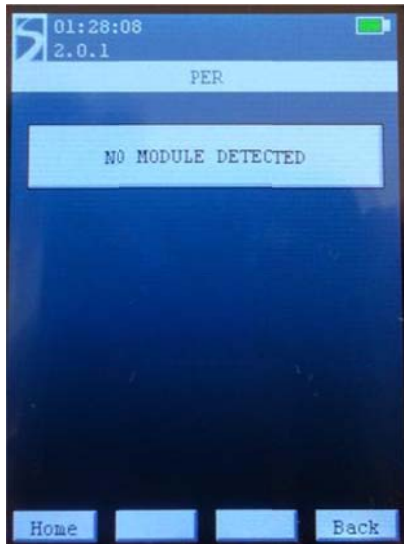 01:28:08
2.0.1
PER
NO MODULE DETECTED
Home
Back